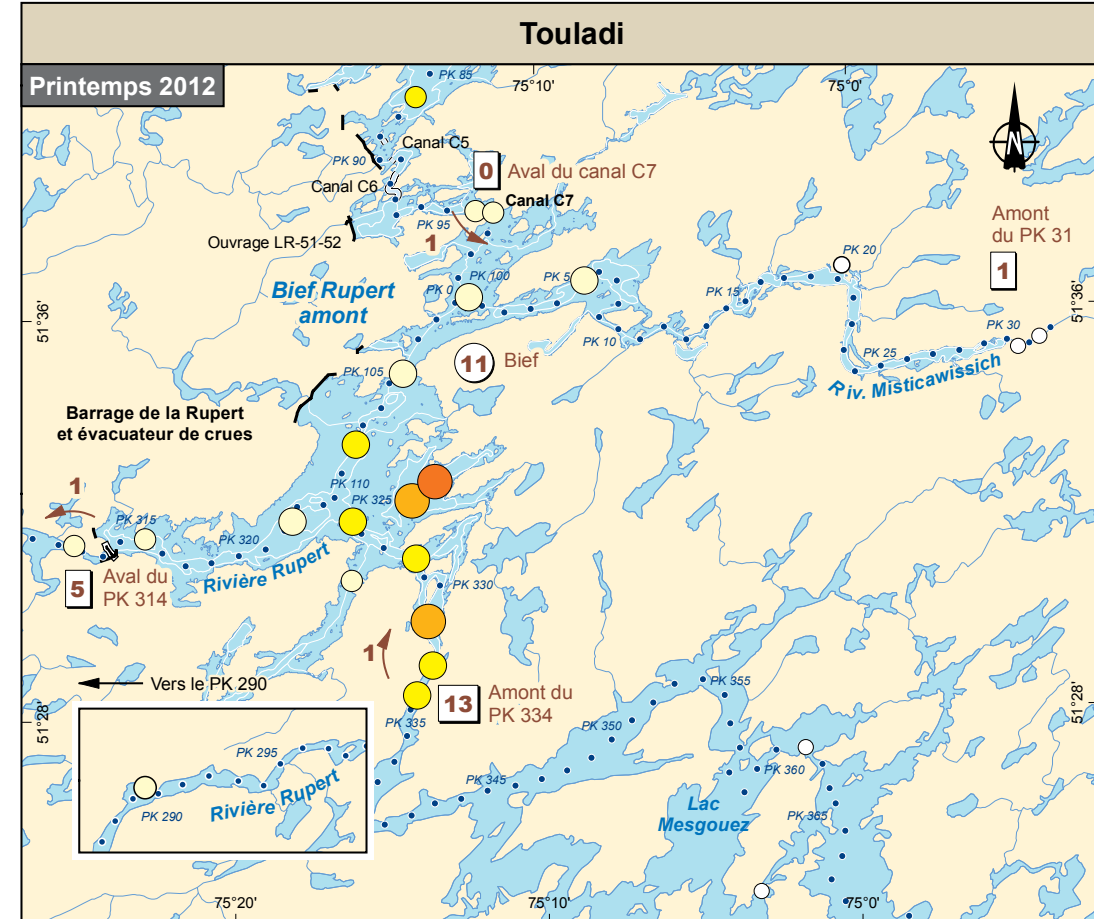 Touladi
Printemps 2012
PK 85
75°10'
75°0'
N
Canal C5
PK 90
0 Aval du canal C7
Canal C6
Canal C7
PK 95
1
Ouvrage LR-51-52
Amont
du PK 31
1
PK 20
PK 100
PK 5
PK 0
Bief Rupert
amont
PK 15
51°36'
51°36'
PK 10
PK 30
PK 25
11 Bief
PK 105
Riv. Misticawissich
Barrage de la Rupert
et évacuateur de crues
PK 110
PK 325
1
PK 315
PK 320
Rivière Rupert
5 Aval du
PK 314
PK 330
1
Vers le PK 290
13 Amont du
PK 334
PK 355
PK 335
PK 350
51°28'
51°28'
PK 295
PK 290
Rivière Rupert
PK 345
PK 360
Lac
Mesgouez
PK 365
75°20'
75°10'
75°0'